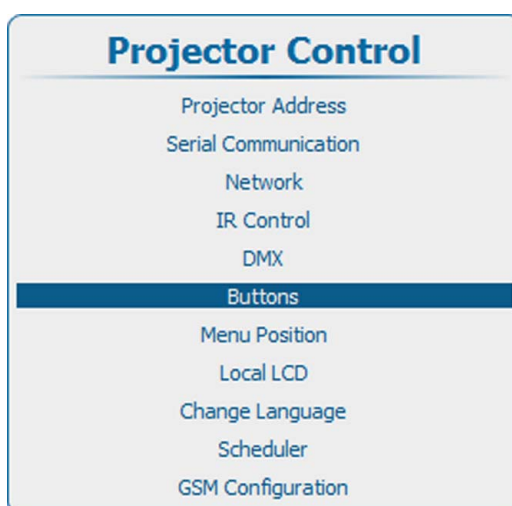 Projector Control
Projector Address
Serial Communication
Network
IR Control
DMX
Buttons
Menu Position
Local LCD
Change Language
Scheduler
GSM Configuration